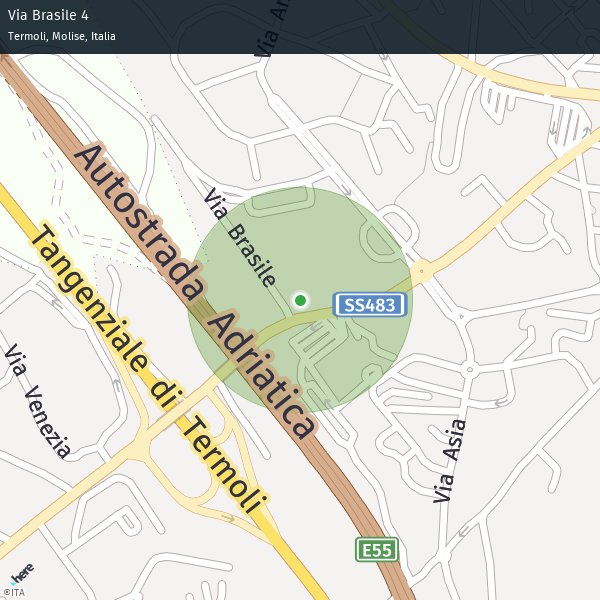 Via Brasile 4
Termoli, Molise, Italia
Via Ar
Autostrada Adriatica
Via Brasile
Tangenziale di Termoli
SS483
Via Venezia
Via Asia
E55
here
©ITA